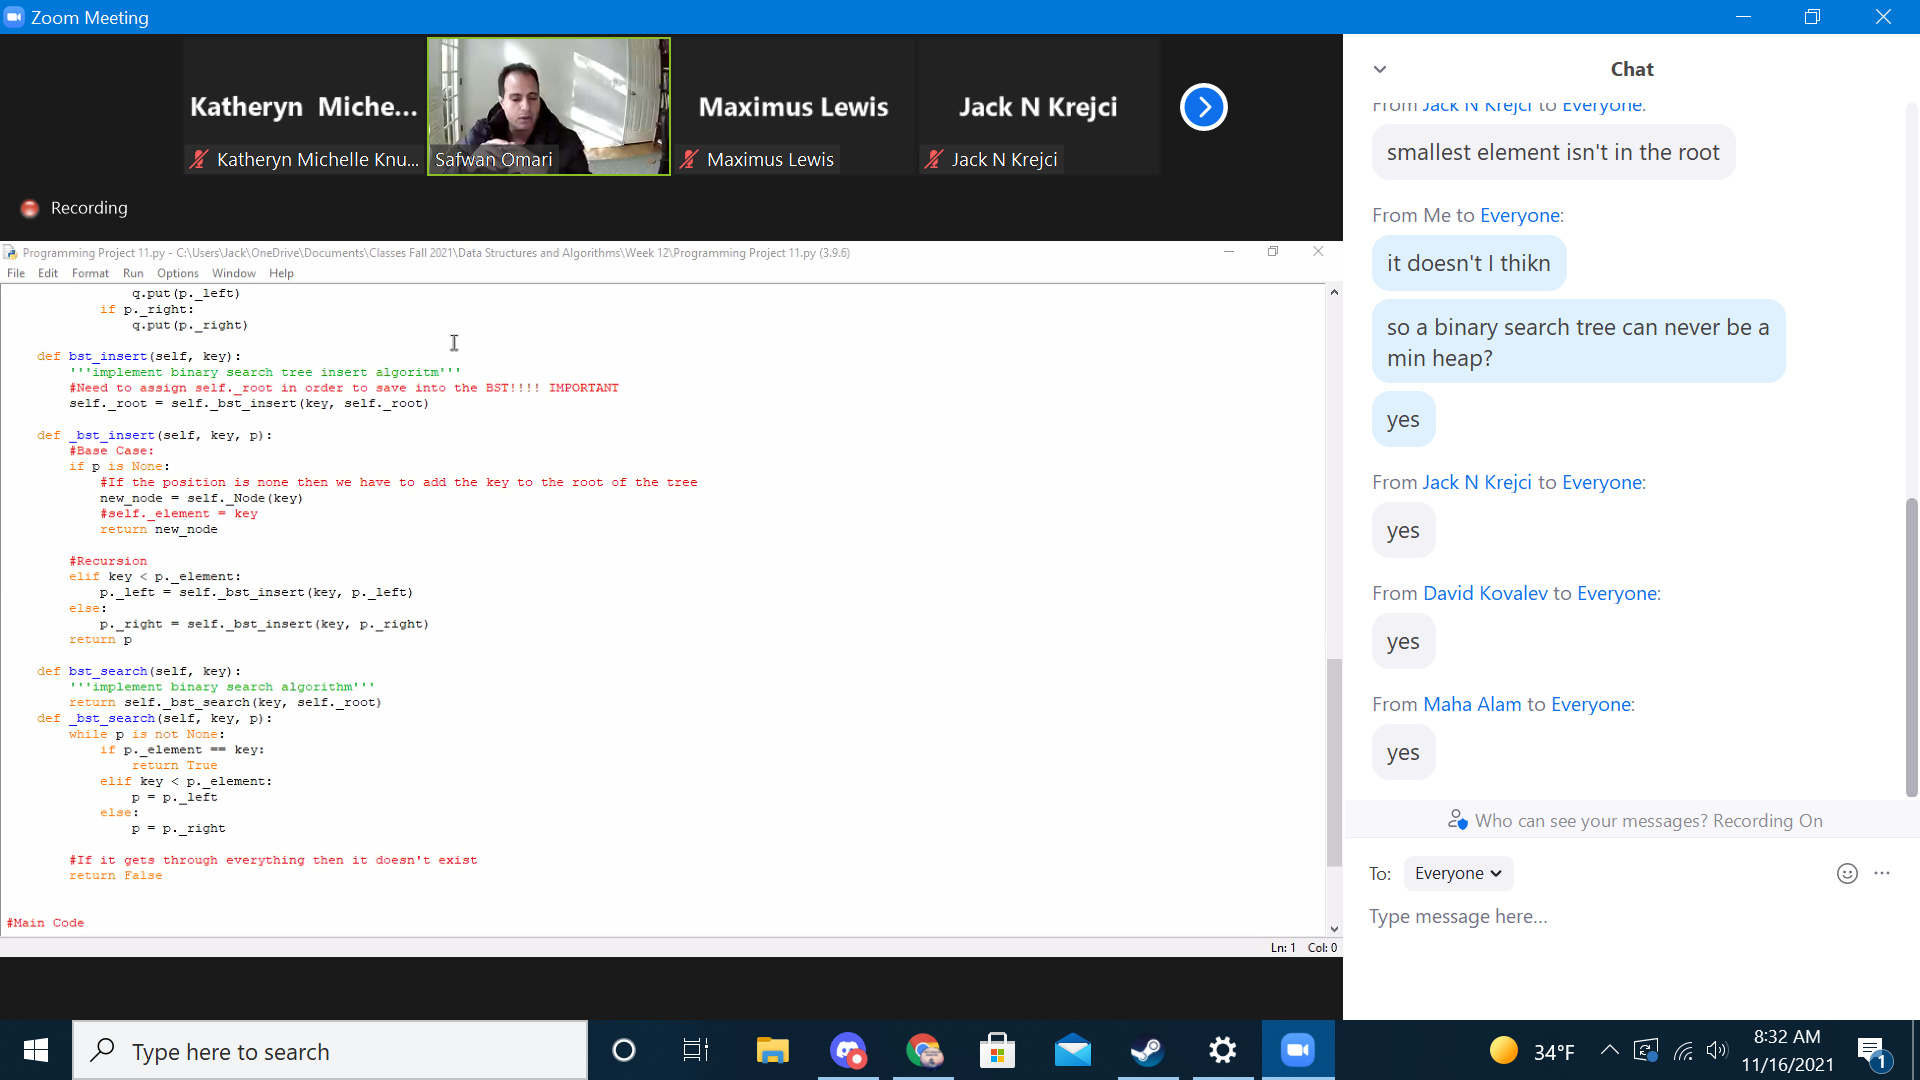 Zoom Meeting
Katheryn Miche...
Maximus Lewis
Jack N Krejci
Katheryn Michelle Knu...
Safwan Omari
Maximus Lewis
Jack N Krejci
Recording
Programming Project 11.py - C:\Users\Jack\OneDrive\Documents\Classes Fall 2021\Data Structures and Algorithms\Week 12\Programming Project 11.py (3.9.6)
File Edit Format Run Options Window Help
q.put(p._left)
if p._right:
q.put(p._right)
def bst_insert(self, key):
'''implement binary search tree insert algoritm'''
#Need to assign self._root in order to save into the BST!!!! IMPORTANT
self._root = self._bst_insert(key, self._root)
def _bst_insert(self, key, p):
#Base Case:
if p is None:
#If the position is none then we have to add the key to the root of the tree
new_node = self._Node(key)
#self._element = key
return new_node
#Recursion
elif key < p._element:
p._left = self._bst_insert(key, p._left)
else:
p._right = self._bst_insert(key, p._right)
return p
def bst_search(self, key):
'''implement binary search algorithm'''
return self._bst_search(key, self._root)
def _bst_search(self, key, p):
while p is not None:
if p._element == key:
return True
elif key < p._element:
p = p._left
else:
p = p._right
#If it gets through everything then it doesn't exist
return False
#Main Code
Ln: 1 Col: 0
Chat
From Jack N Krejci to Everyone:
smallest element isn't in the root
From Me to Everyone:
it doesn't I thikn
so a binary search tree can never be a
min heap?
yes
From Jack N Krejci to Everyone:
yes
From David Kovalev to Everyone:
yes
From Maha Alam to Everyone:
yes
Who can see your messages? Recording On
To: Everyone
Type message here...
Type here to search
34°F
8:32 AM
11/16/2021
1